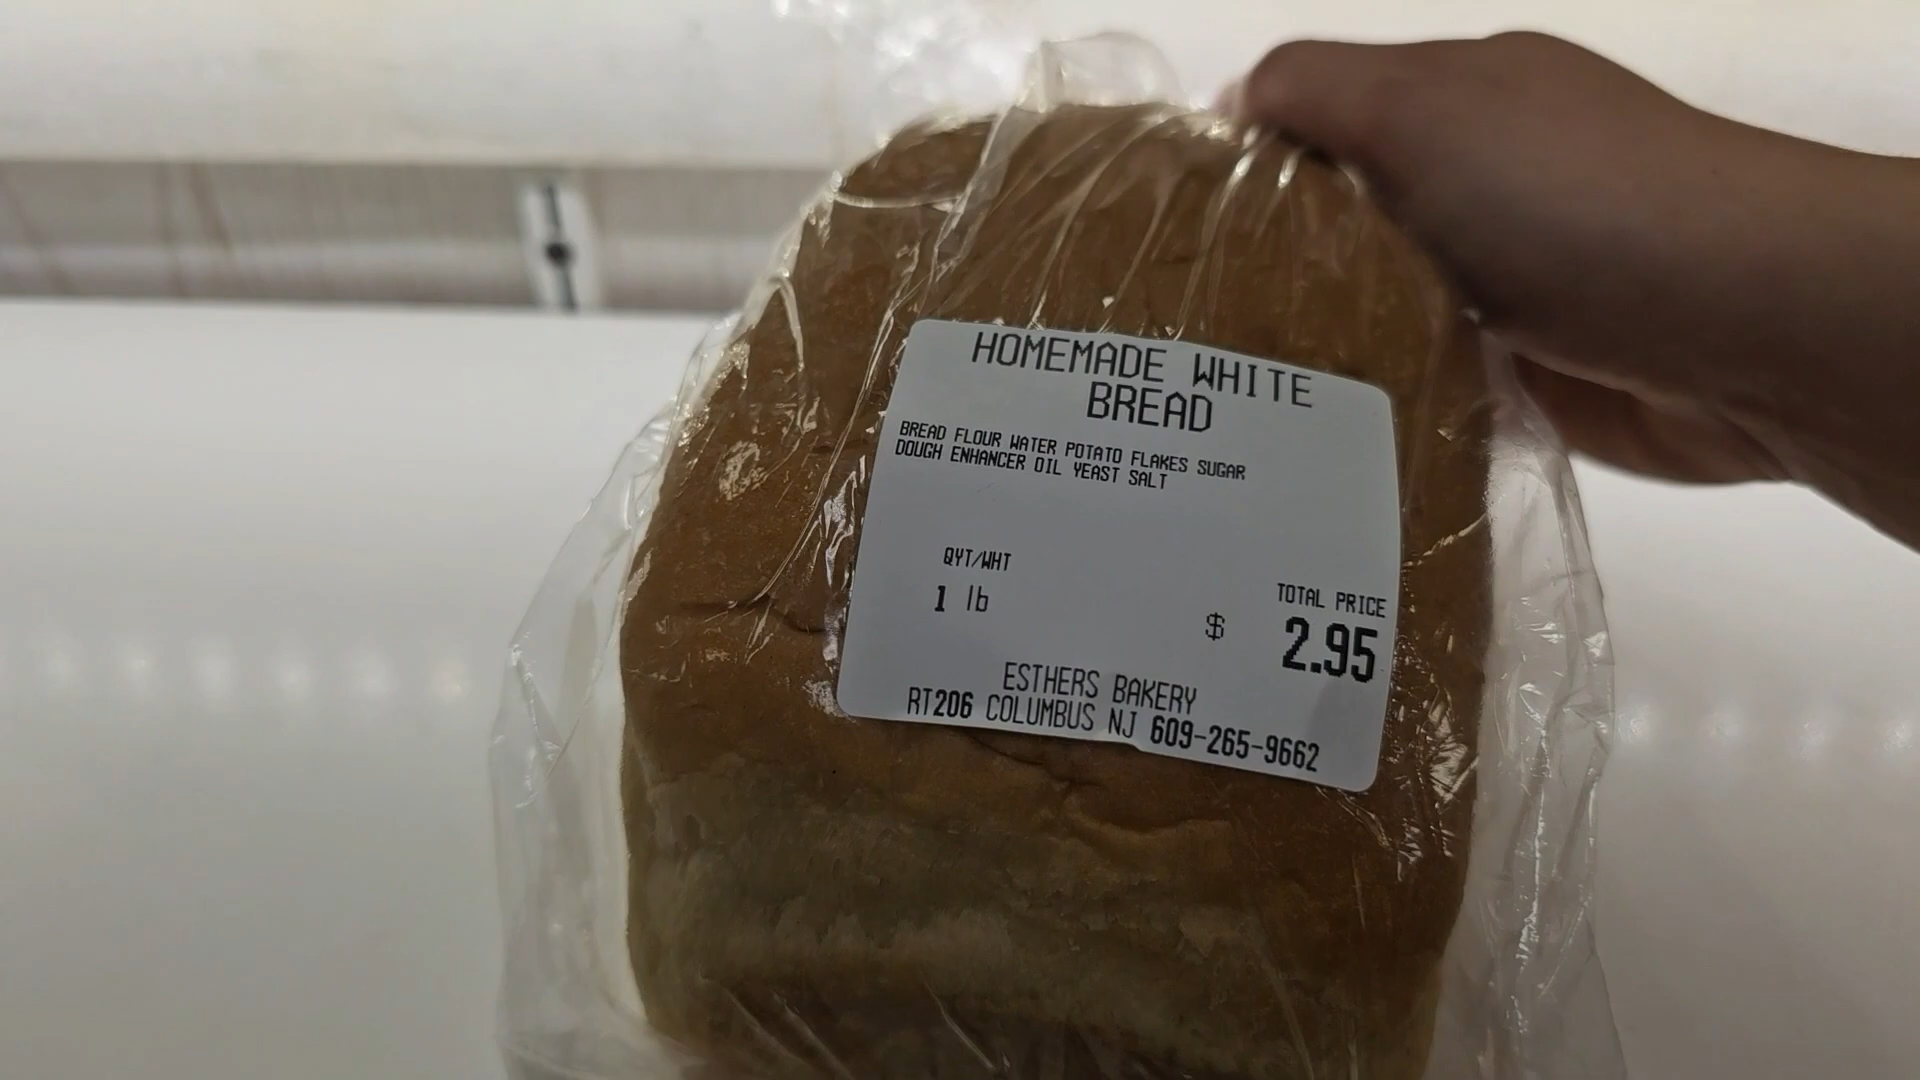 HOMEMADE WHITE
BREAD
BREAD FLOUR WATER POTATO FLAKES SUGAR
DOUGH ENHANCER OIL YEAST SALT
QYT/WHT
1 lb
TOTAL PRICE
$ 2.95
ESTHERS BAKERY
RT206 COLUMBUS NJ 609-265-9662